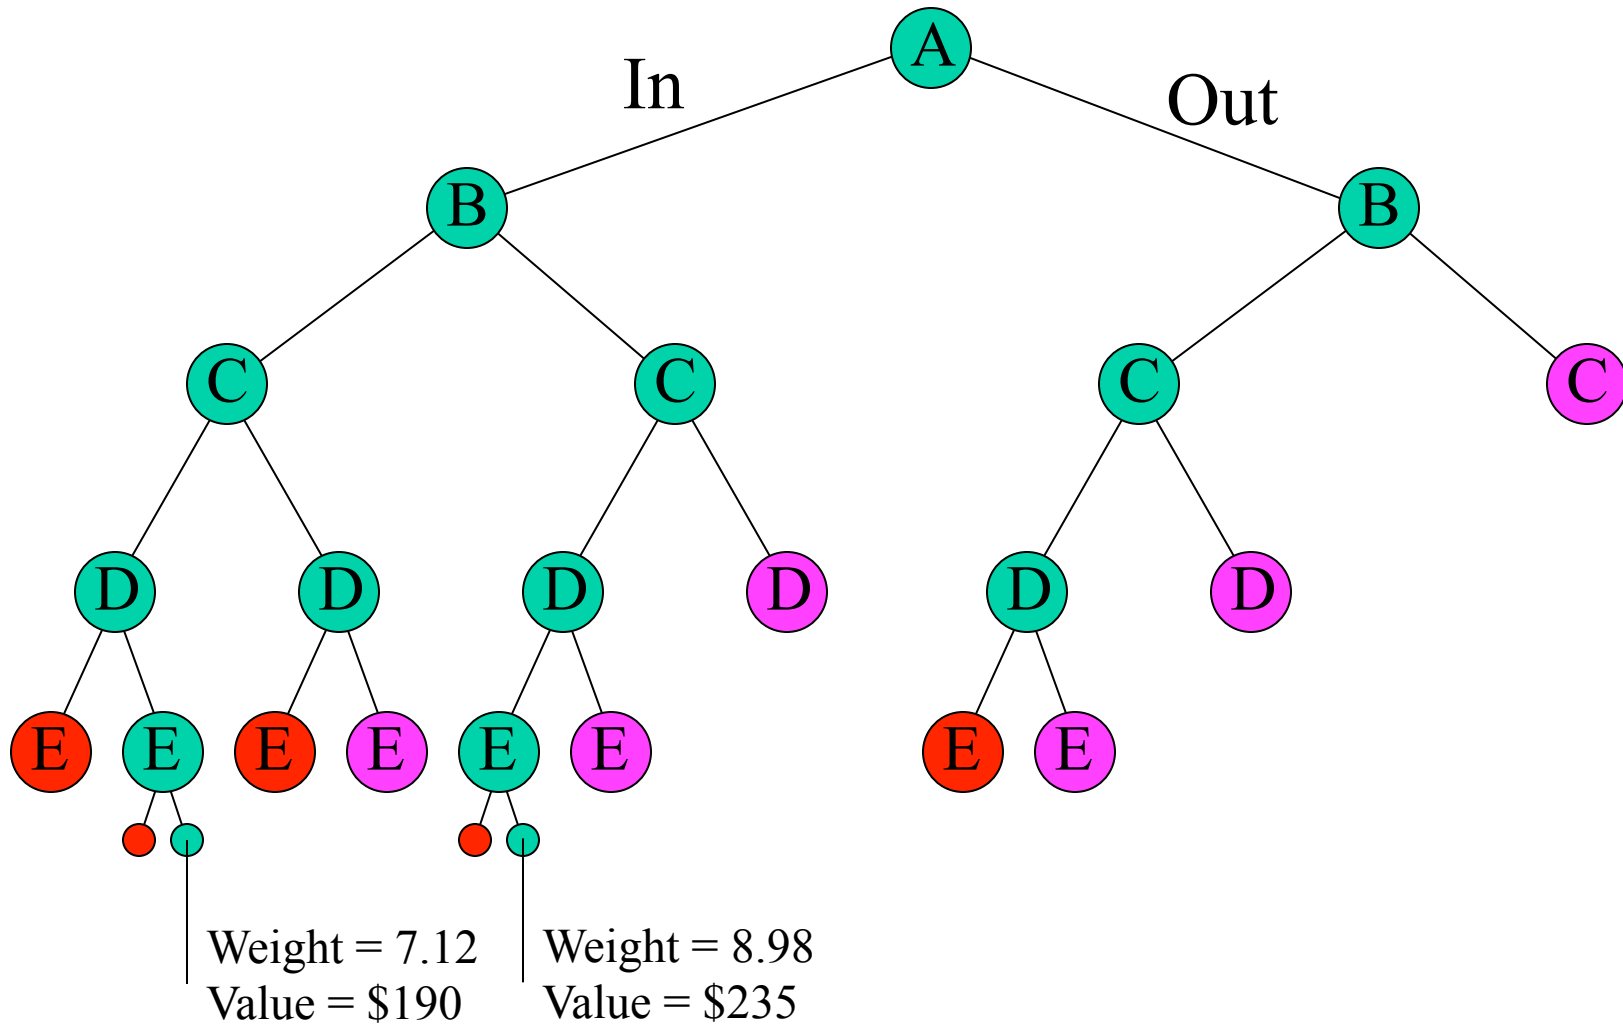 A
In
Out
B
B
C
C
C
C
D
D
D
D
D
D
E
E
E
E
E
E
E
E
Weight = 7.12
Value = $190
Weight = 8.98
Value = $235